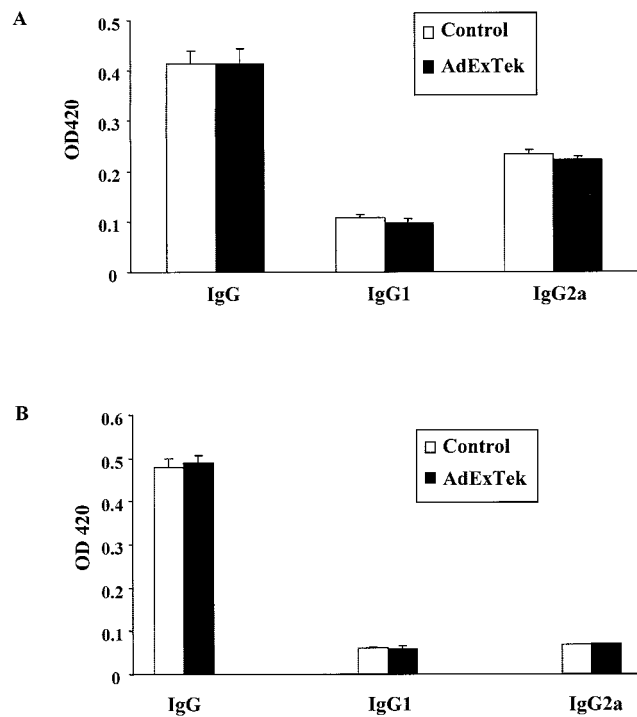 A
Control
AdExTek
OD420
0.5
0.4
0.3
0.2
0.1
0
IgG IgG1 IgG2a
B
Control
AdExTek
OD 420
0.6
0.5
0.4
0.3
0.2
0.1
0
IgG IgG1 IgG2a